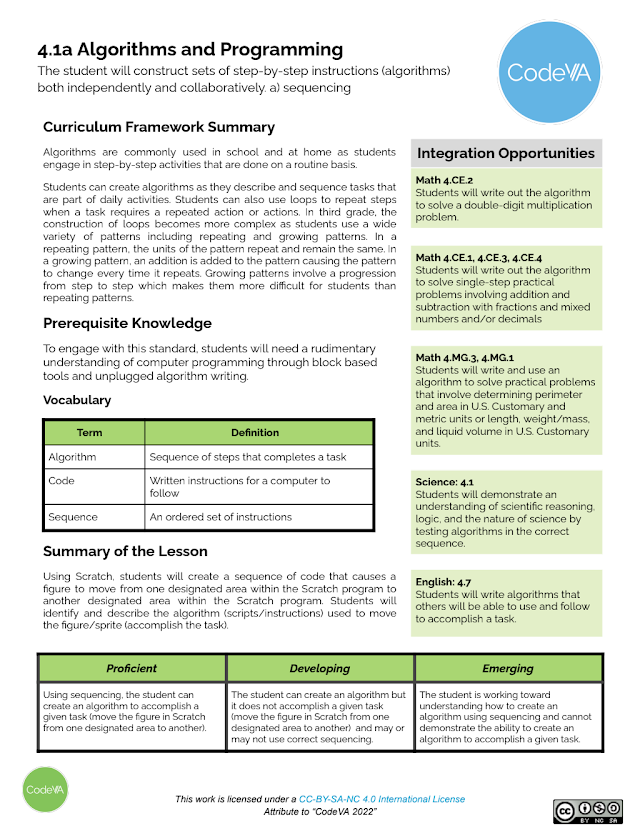 4.1a Algorithms and Programming
The student will construct sets of step-by-step instructions (algorithms)
both independently and collaboratively. a) sequencing
CodeVA
Curriculum Framework Summary
Algorithms are commonly used in school and at home as students
engage in step-by-step activities that are done on a routine basis.
Students can create algorithms as they describe and sequence tasks that
are part of daily activities. Students can also use loops to repeat steps
when a task requires a repeated action or actions. In third grade, the
construction of loops becomes more complex as students use a wide
variety of patterns including repeating and growing patterns. In a
repeating pattern, the units of the pattern repeat and remain the same. In
a growing pattern, an addition is added to the pattern causing the pattern
to change every time it repeats. Growing patterns involve a progression
from step to step which makes them more difficult for students than
repeating patterns.
Prerequisite Knowledge
To engage with this standard, students will need a rudimentary
understanding of computer programming through block based
tools and unplugged algorithm writing.
Vocabulary
Term Definition
Algorithm Sequence of steps that completes a task
Code Written instructions for a computer to
follow
Sequence An ordered set of instructions
Summary of the Lesson
Using Scratch, students will create a sequence of code that causes a
figure to move from one designated area within the Scratch program to
another designated area within the Scratch program. Students will
identify and describe the algorithm (scripts/instructions) used to move
the figure/sprite (accomplish the task).
Integration Opportunities
Math 4.CE.2
Students will write out the algorithm
to solve a double-digit multiplication
problem.
Math 4.CE.1, 4.CE.3, 4.CE.4
Students will write out the algorithm
to solve single-step practical
problems involving addition and
subtraction with fractions and mixed
numbers and/or decimals
Math 4.MG.3, 4.MG.1
Students will write and use an
algorithm to solve practical problems
that involve determining perimeter
and area in U.S. Customary and
metric units or length, weight/mass,
and liquid volume in U.S. Customary
units.
Science: 4.1
Students will demonstrate an
understanding of scientific reasoning,
logic, and the nature of science by
testing algorithms in the correct
sequence.
English: 4.7
Students will write algorithms that
others will be able to use and follow
to accomplish a task.
Proficient Developing Emerging
Using sequencing, the student can
create an algorithm to accomplish a
given task (move the figure in Scratch
from one designated area to another).
The student can create an algorithm but
it does not accomplish a given task
(move the figure in Scratch from one
designated area to another) and may or
may not use correct sequencing.
The student is working toward
understanding how to create an
algorithm using sequencing and cannot
demonstrate the ability to create an
algorithm to accomplish a given task.
CodeVA
This work is licensed under a CC-BY-SA-NC 4.0 International License
Attribute to "CodeVA 2022"
cc
BY NC SA